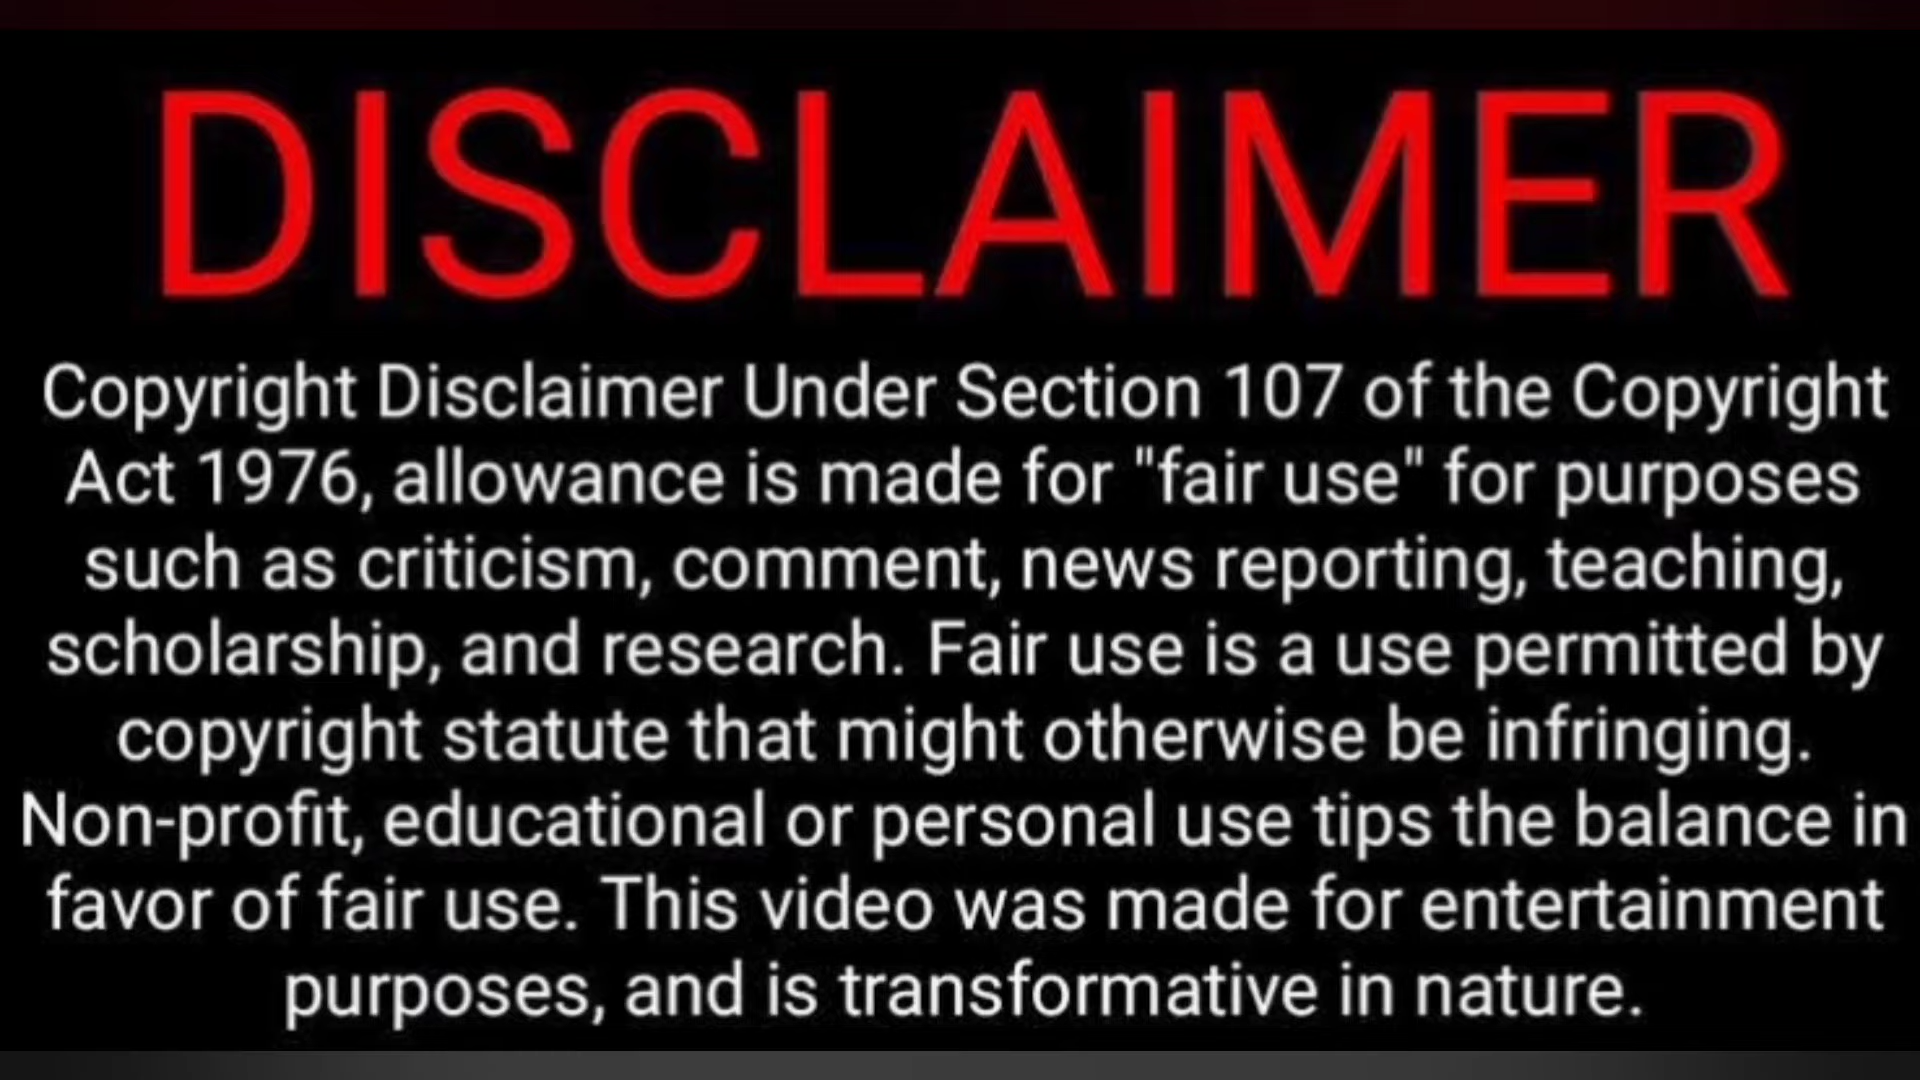 DISCLAIMER
Copyright Disclaimer Under Section 107 of the Copyright
Act 1976, allowance is made for "fair use" for purposes
such as criticism, comment, news reporting, teaching,
scholarship, and research. Fair use is a use permitted by
copyright statute that might otherwise be infringing.
Non-profit, educational or personal use tips the balance in
favor of fair use. This video was made for entertainment
purposes, and is transformative in nature.